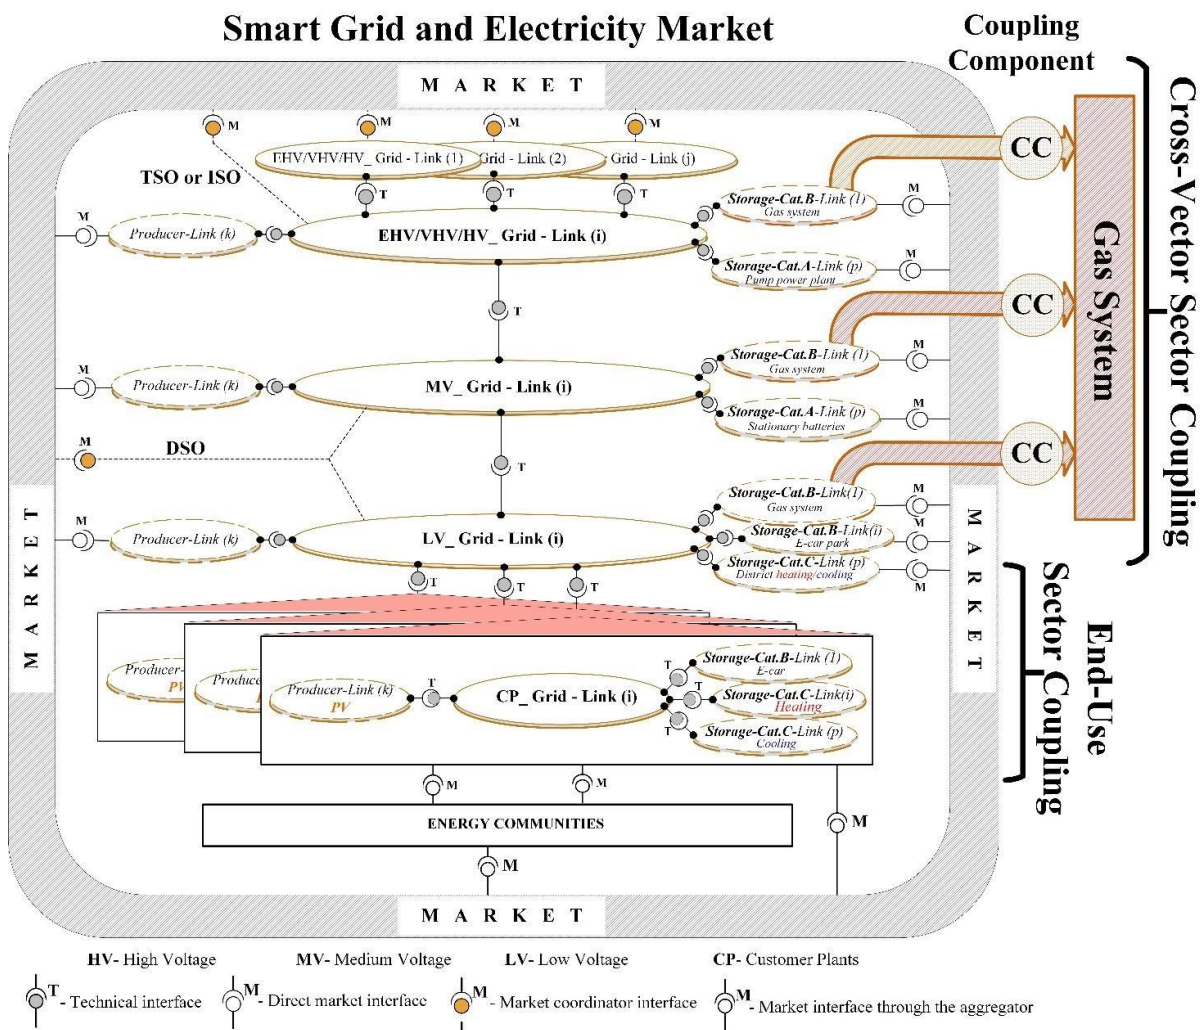 Smart Grid and Electricity Market
Coupling
Component
MARKET
M
M
M
M
EHV/VHV/HV_ Grid - Link (1)
Grid - Link (2)
Grid - Link (j)
CC
TSO or ISO
T
T
T
Storage-Cat.B-Link (1)
Gas system
M
M
Producer-Link (k)
EHV/VHV/HV_ Grid - Link (i)
Storage-Cat.A-Link (p)
Pump power plant
M
T
CC
Storage-Cat.B-Link (1)
Gas system
M
M
Producer-Link (k)
MV_ Grid - Link (i)
Storage-Cat.A-Link (p)
Stationary batteries
M
M
DSO
T
CC
Storage-Cat.B-Link(1)
Gas system
M
M
Producer-Link (k)
LV_ Grid - Link (i)
Storage-Cat.B-Link(i)
E-car park
M
Storage-Cat.C-Link (p)
District heating/cooling
M
T
T
T
MARKET
MARKET
Gas System
Cross-Vector Sector Coupling
End-Use
Sector Coupling
Producer-
PV
Produce
Producer-Link (k)
PV
T
CP_ Grid - Link (i)
T
Storage-Cat.B-Link (1)
E-car
T
Storage-Cat.C-Link(i)
Heating
T
Storage-Cat.C-Link (p)
Cooling
M
M
M
ENERGY COMMUNITIES
M
MARKET
HV- High Voltage
MV- Medium Voltage
LV- Low Voltage
CP- Customer Plants
T - Technical interface
M - Direct market interface
M - Market coordinator interface
M - Market interface through the aggregator